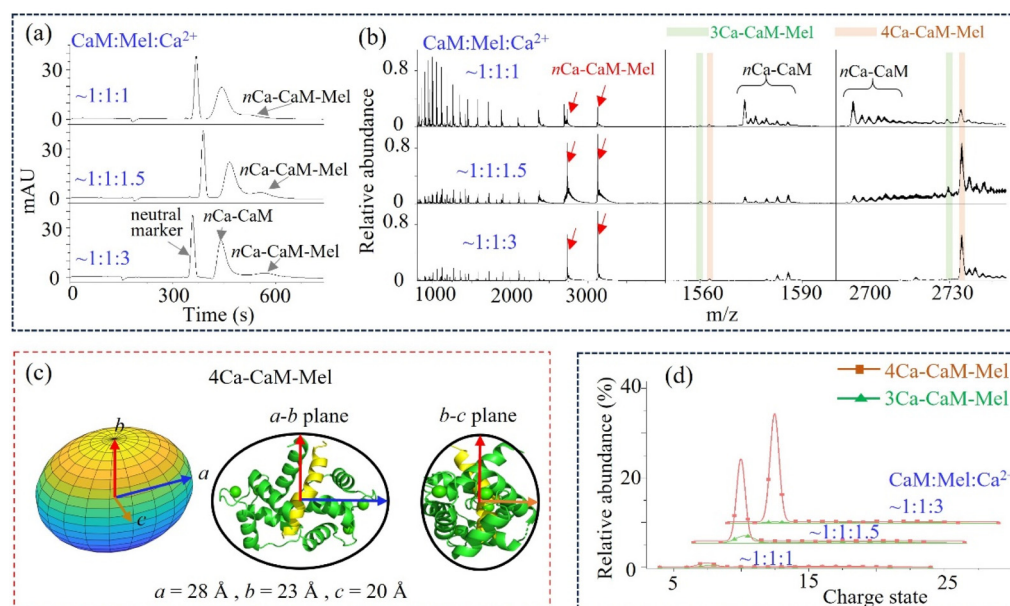 (a)
CaM:Mel:Ca²⁺
~1:1:1
~1:1:1.5
~1:1:3
nCa-CaM-Mel
nCa-CaM-Mel
neutral marker
nCa-CaM
nCa-CaM-Mel
mAU
40
20
0
40
20
0
40
20
0
0
300
600
Time (s)
(b)
CaM:Mel:Ca²⁺
3Ca-CaM-Mel
4Ca-CaM-Mel
~1:1:1
~1:1:1.5
~1:1:3
nCa-CaM-Mel
nCa-CaM
nCa-CaM
Relative abundance
0.8
0
0.8
0
0.8
0
1000
2000
3000
1560
1590
2700
2730
m/z
(c)
4Ca-CaM-Mel
a-b plane
b-c plane
b
a
c
a = 28 Å , b = 23 Å , c = 20 Å
(d)
4Ca-CaM-Mel
3Ca-CaM-Mel
Relative abundance (%)
40
20
0
CaM:Mel:Ca²⁺
~1:1:3
~1:1:1.5
~1:1:1
5
15
25
Charge state